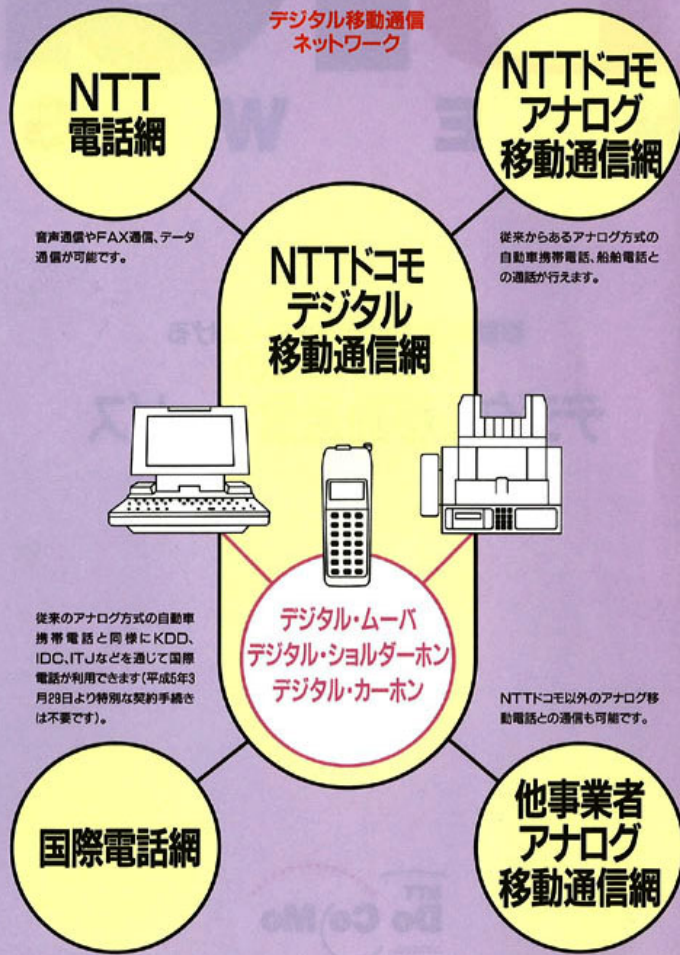 デジタル移動通信
ネットワーク
NTT
電話網
音声通信やFAX通信、データ
通信が可能です。
NTTドコモ
アナログ
移動通信網
従来からあるアナログ方式の
自動車携帯電話、船舶電話と
の通話が行えます。
NTTドコモ
デジタル
移動通信網
デジタル・ムーバ
デジタル・ショルダーホン
デジタル・カーホン
従来のアナログ方式の自動車
携帯電話と同様にKDD、
IDC、ITJなどを通じて国際
電話が利用できます(平成5年3
月29日より特別な契約手続き
は不要です)。
国際電話網
NTTドコモ以外のアナログ移
動電話との通信も可能です。
他事業者
アナログ
移動通信網
NTT
DoCoMo